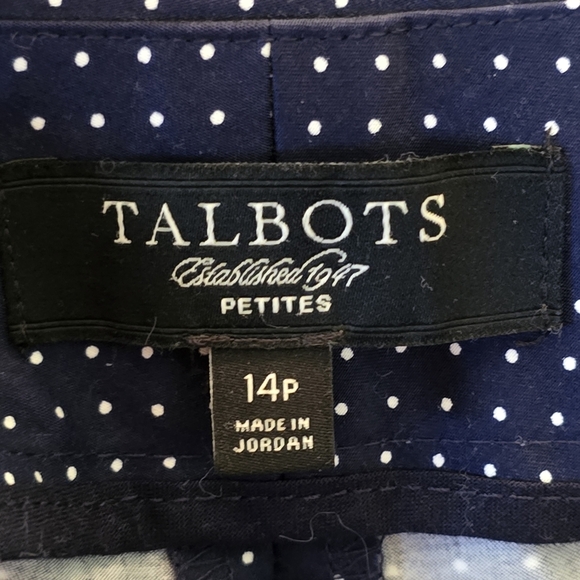 TALBOTS
Established 1947
PETITES
14P
MADE IN
JORDAN